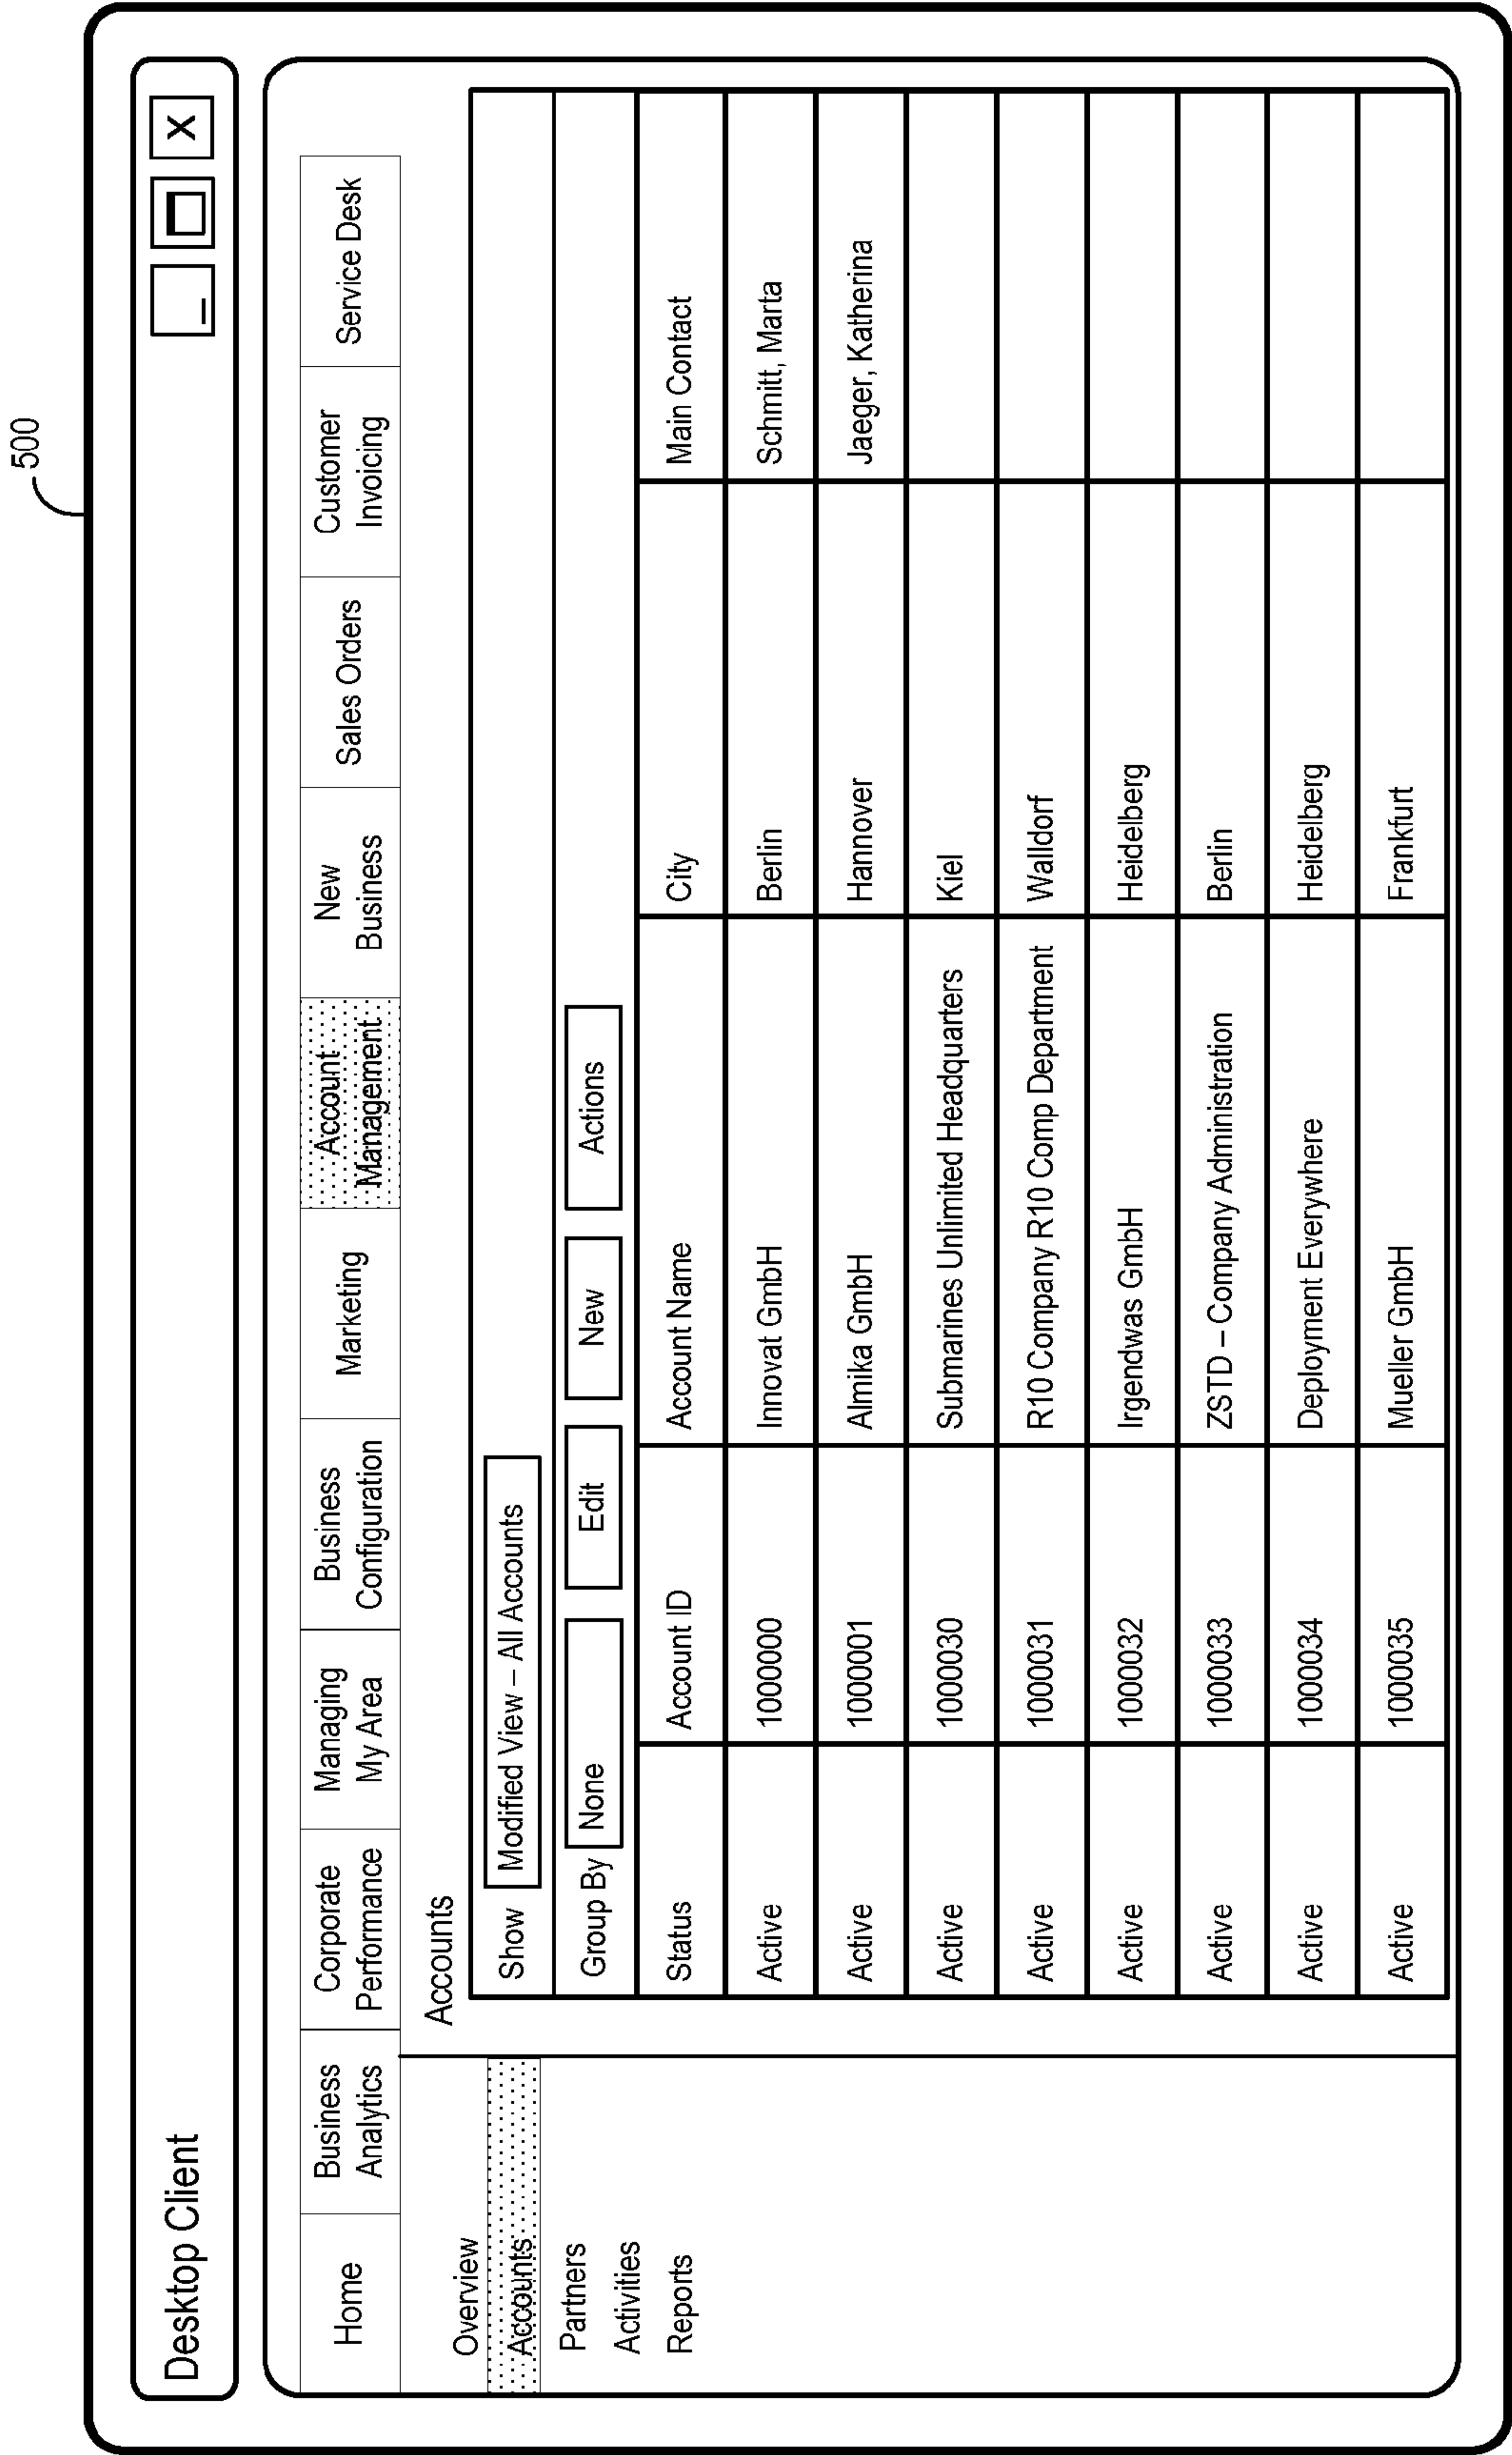 500
Desktop Client
_ X
Home
Business
Analytics
Corporate
Performance
Managing
My Area
Business
Configuration
Marketing
Account
Management
New
Business
Sales Orders
Customer
Invoicing
Service Desk
Overview
Accounts
Partners
Activities
Reports
Accounts
Show Modified View – All Accounts
Group By None Edit New Actions
Status Account ID Account Name City Main Contact
Active 1000000 Innovat GmbH Berlin Schmitt, Marta
Active 1000001 Almika GmbH Hannover Jaeger, Katherina
Active 1000030 Submarines Unlimited Headquarters Kiel
Active 1000031 R10 Company R10 Comp Department Walldorf
Active 1000032 Irgendwas GmbH Heidelberg
Active 1000033 ZSTD – Company Administration Berlin
Active 1000034 Deployment Everywhere Heidelberg
Active 1000035 Mueller GmbH Frankfurt